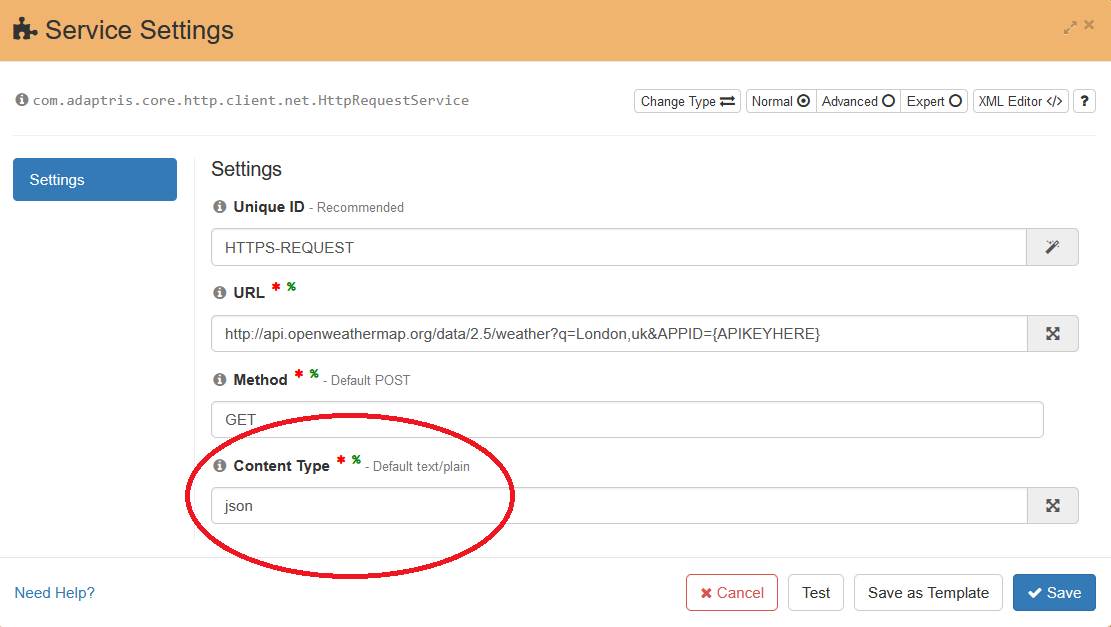 Service Settings
com.adaptris.core.http.client.net.HttpRequestService
Change Type Normal Advanced Expert XML Editor </> ?
Settings
Settings
Unique ID - Recommended
HTTPS-REQUEST
URL * %
http://api.openweathermap.org/data/2.5/weather?q=London,uk&APPID={APIKEYHERE}
Method * % - Default POST
GET
Content Type * % - Default text/plain
json
Need Help?
Cancel Test Save as Template Save